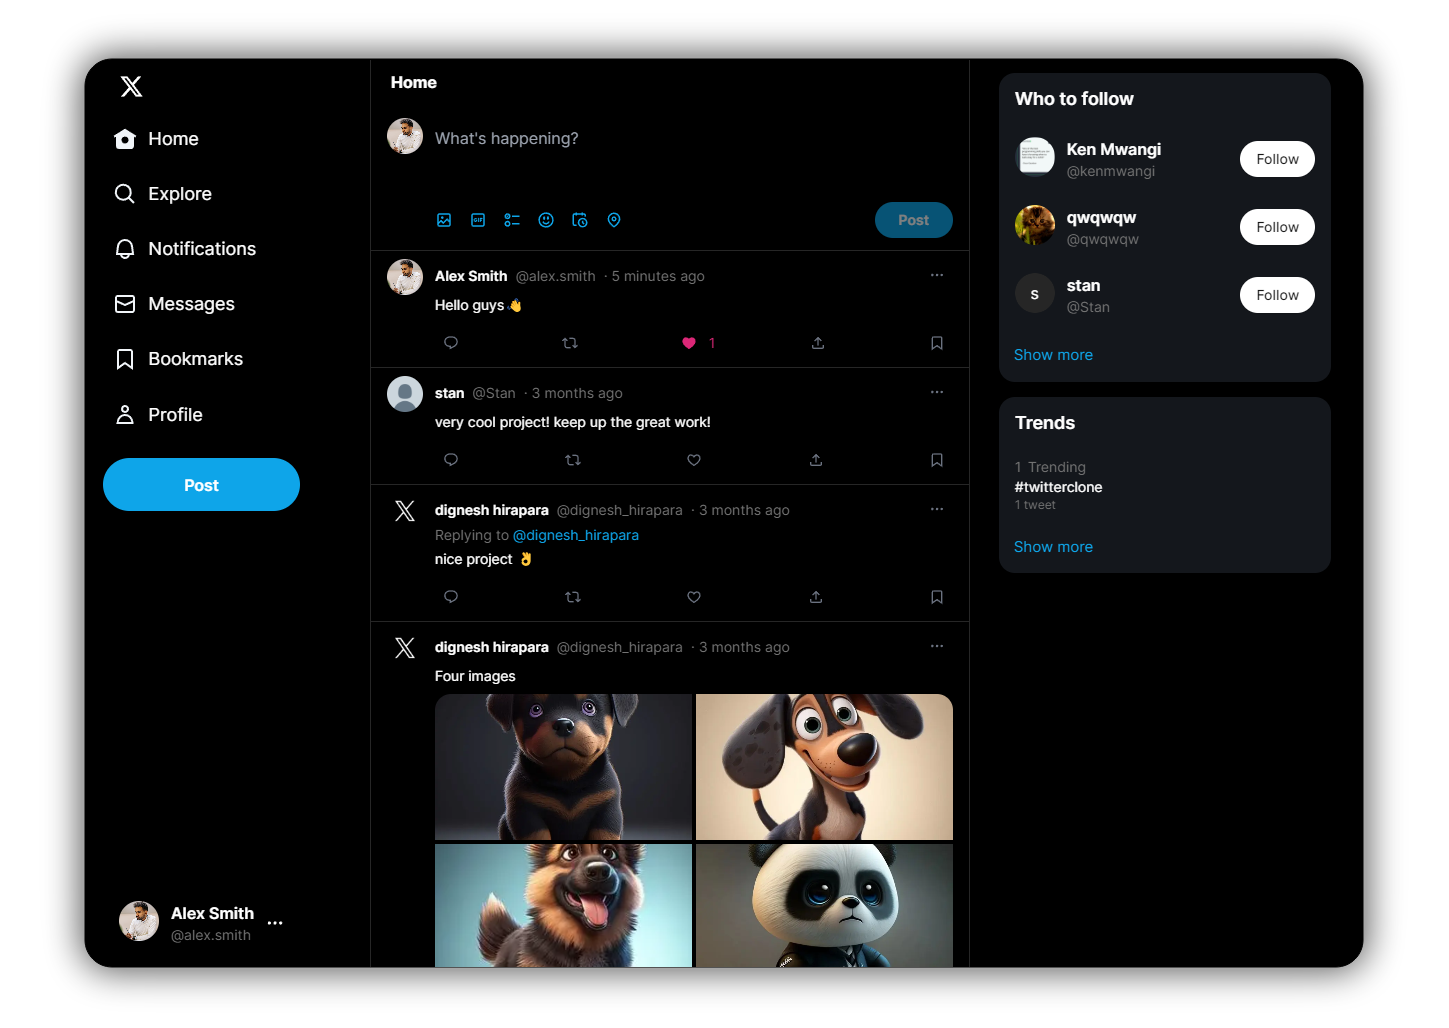 Home
Explore
Notifications
Messages
Bookmarks
Profile
Post
Alex Smith
@alex.smith
Home
What's happening?
GIF
Post
Alex Smith @alex.smith · 5 minutes ago
Hello guys 👋
1
stan @Stan · 3 months ago
very cool project! keep up the great work!
dignesh hirapara @dignesh_hirapara · 3 months ago
Replying to @dignesh_hirapara
nice project 👌
dignesh hirapara @dignesh_hirapara · 3 months ago
Four images
Who to follow
Ken Mwangi
@kenmwangi
Follow
qwqwqw
@qwqwqw
Follow
S
stan
@Stan
Follow
Show more
Trends
1 Trending
#twitterclone
1 tweet
Show more